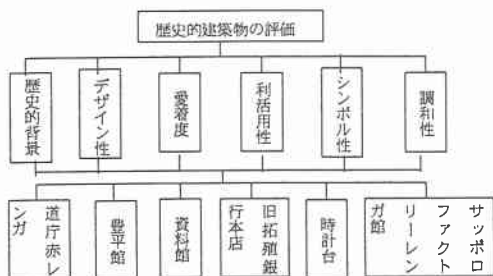 歴史的建築物の評価
歴史的背景
デザイン性
愛着度
利活用性
シンボル性
調和性
道庁赤レ
ンガ
豊平館
資料館
旧拓殖銀
行本店
時計台
サッポロ
ファクト
リーレン
ガ館